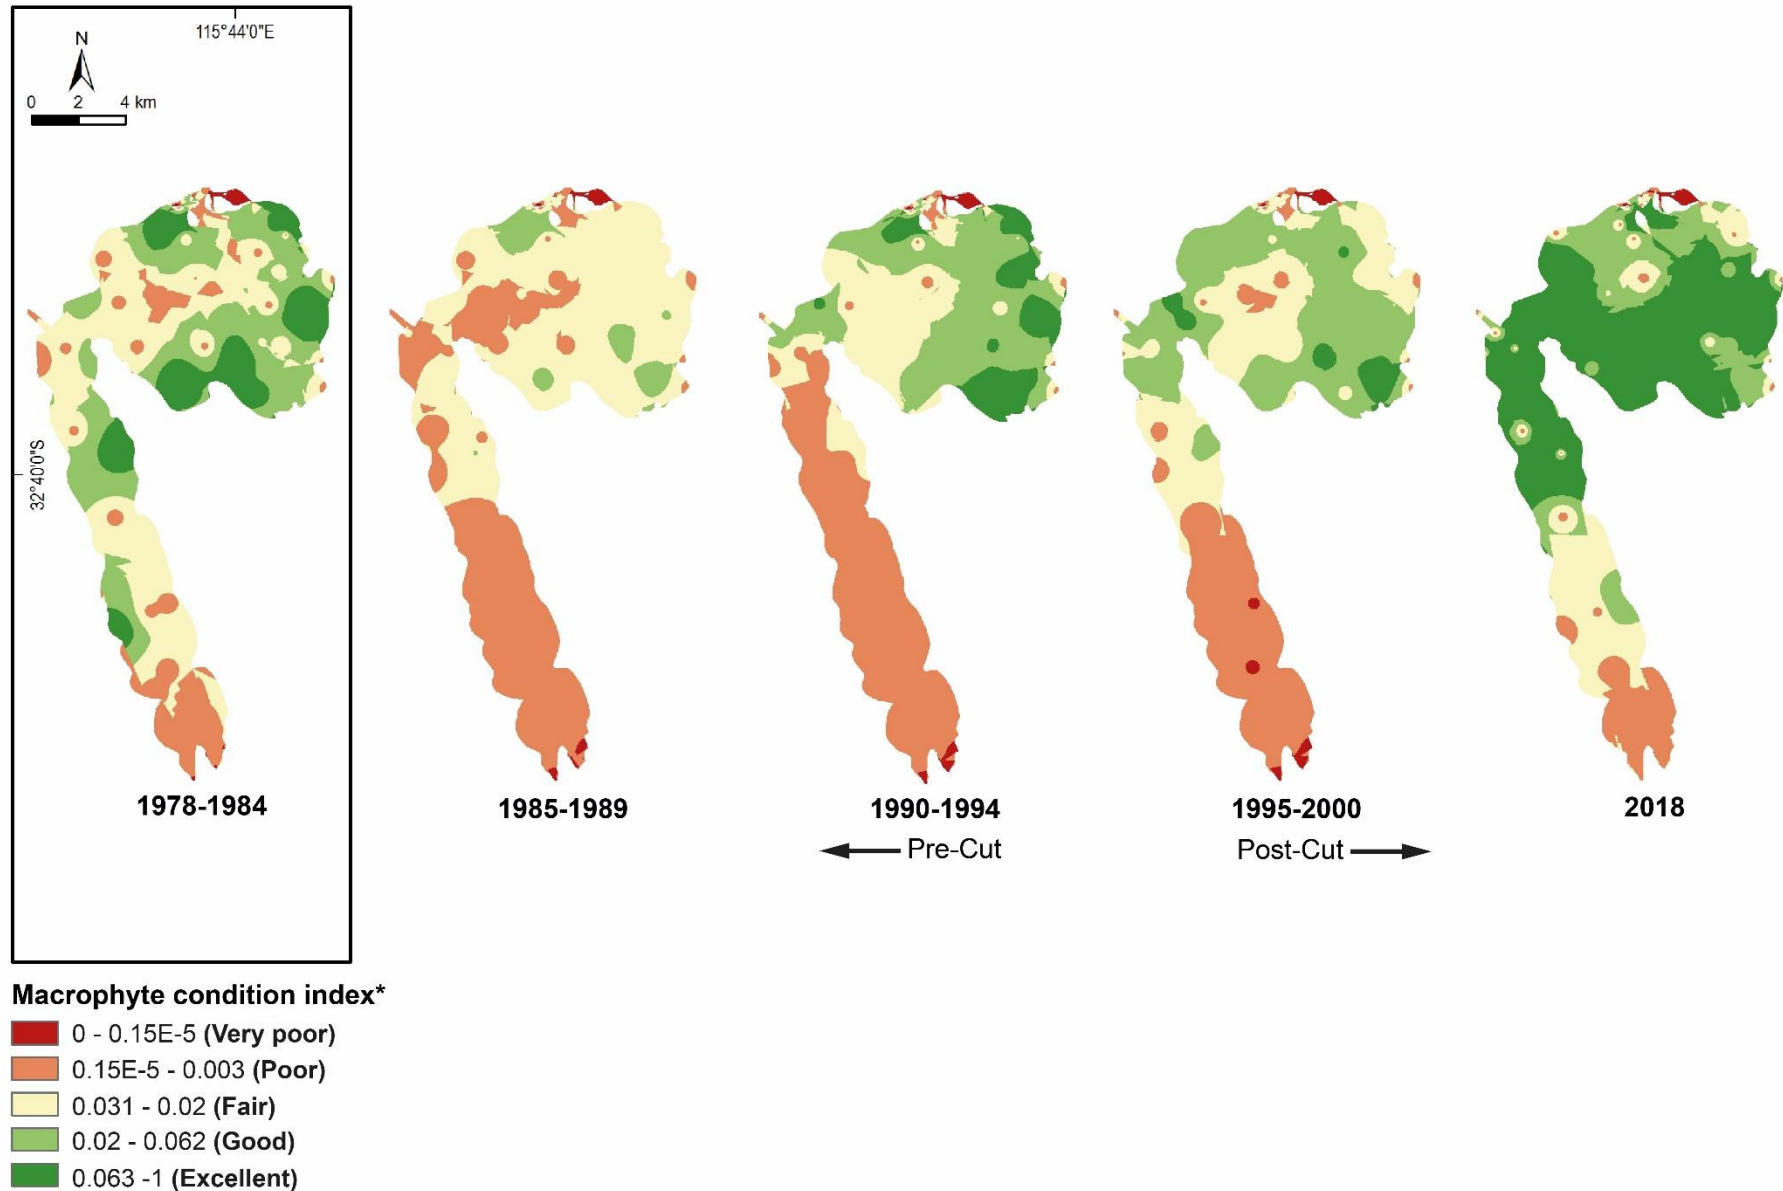 115°44'0"E
N
0 2 4 km
32°40'0"S
1978-1984
1985-1989
1990-1994
1995-2000
2018
Pre-Cut
Post-Cut
Macrophyte condition index*
0 - 0.15E-5 (Very poor)
0.15E-5 - 0.003 (Poor)
0.031 - 0.02 (Fair)
0.02 - 0.062 (Good)
0.063 -1 (Excellent)